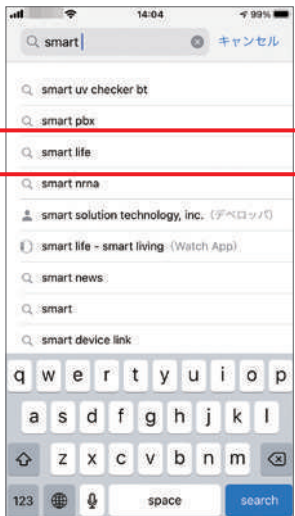 14:04 99%
smart キャンセル
smart uv checker bt
smart pbx
smart life
smart nrna
smart solution technology, inc. (デベロッパ)
smart life - smart living (Watch App)
smart news
smart
smart device link
q w e r t y u i o p
a s d f g h j k l
z x c v b n m
123 space search